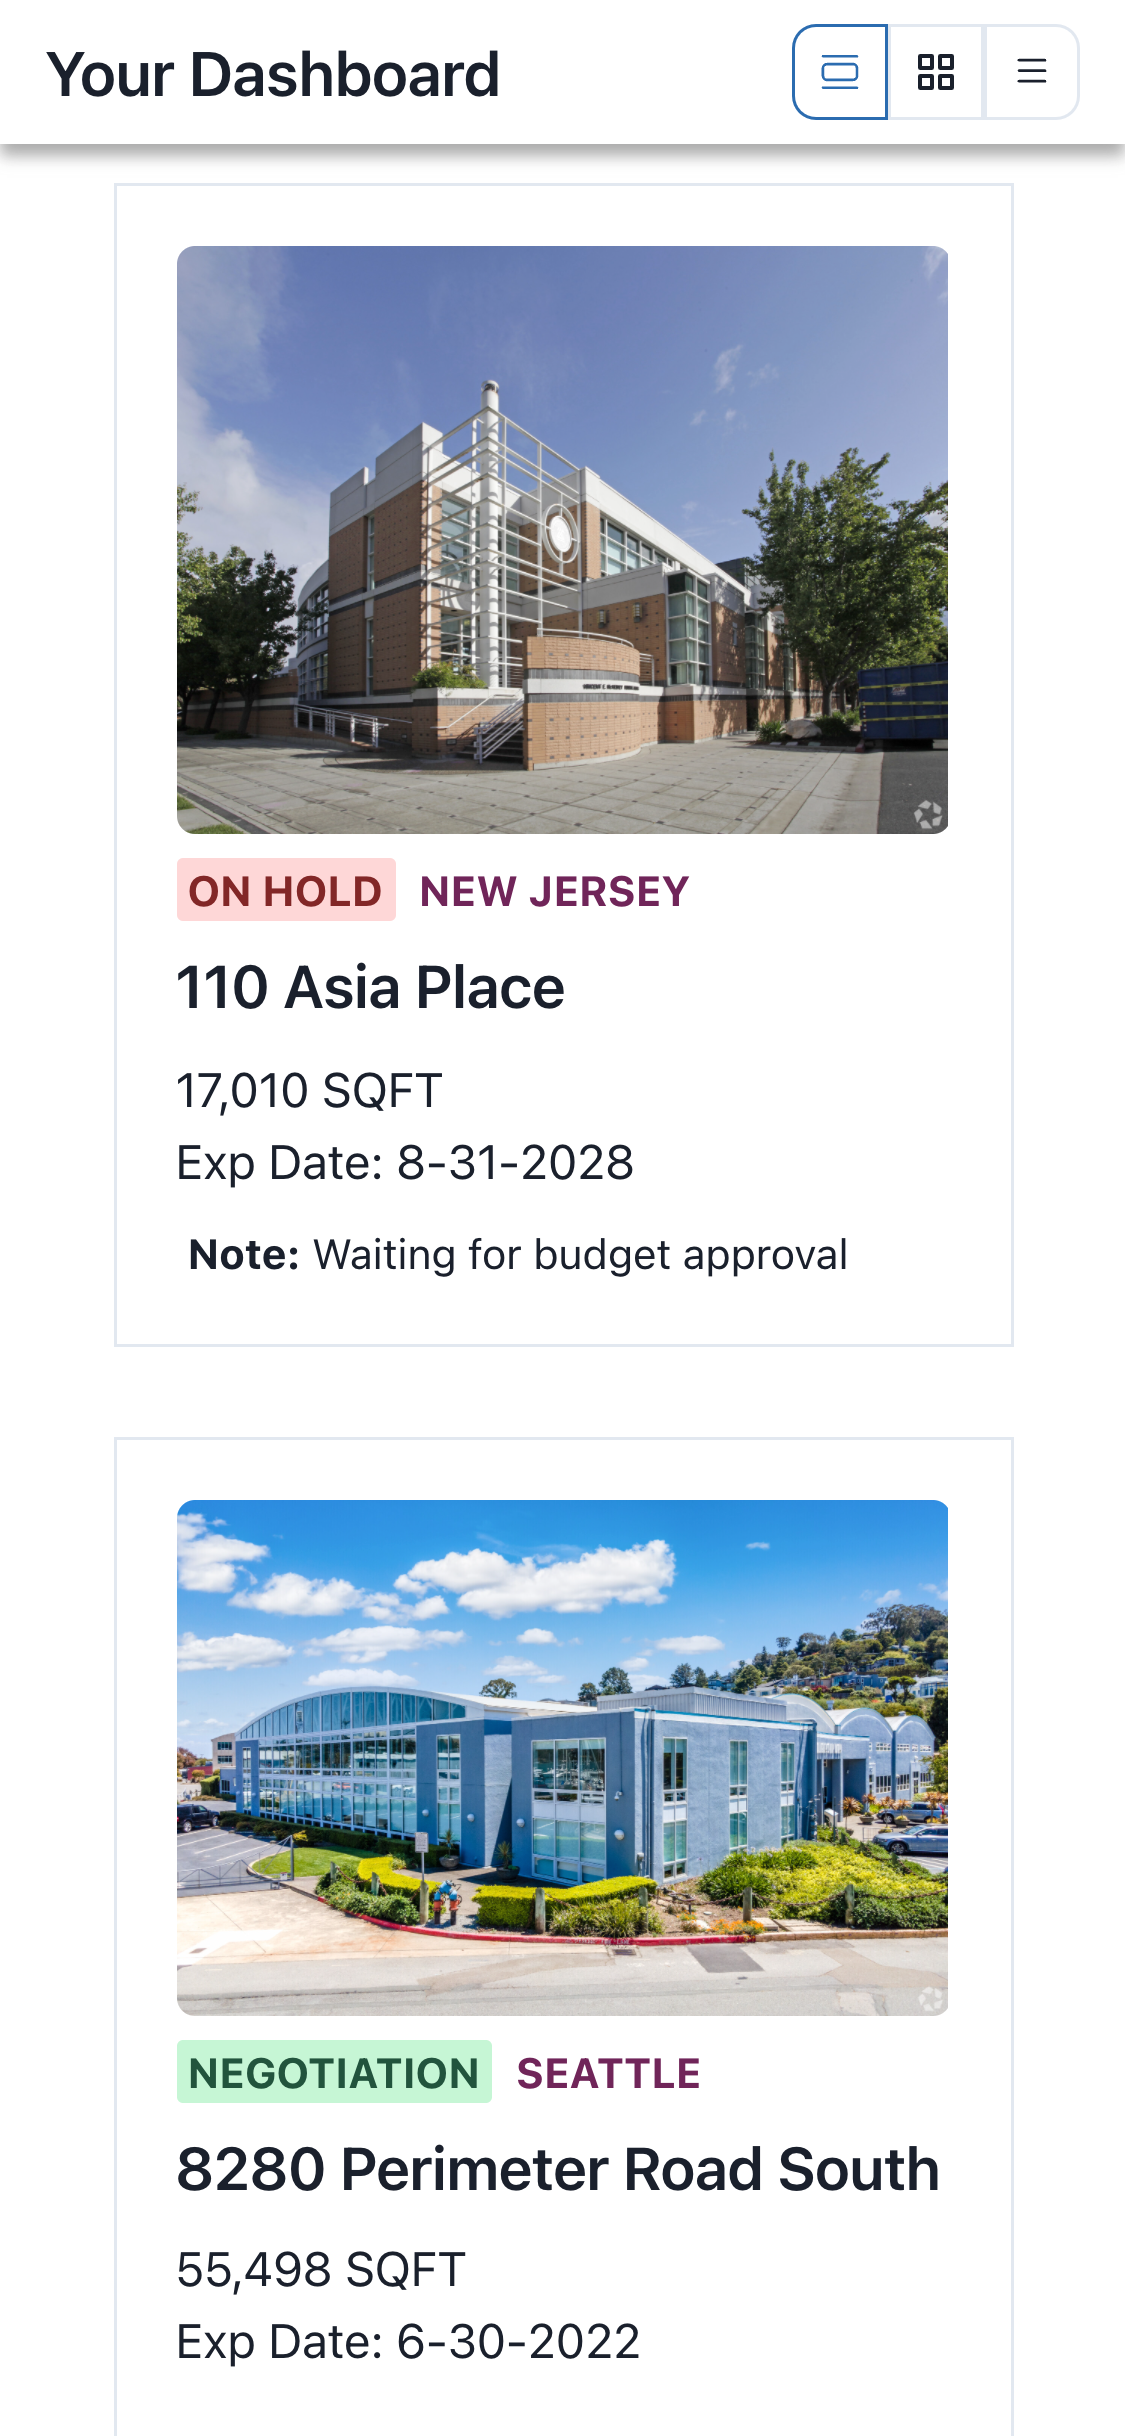 Your Dashboard
ON HOLD NEW JERSEY
110 Asia Place
17,010 SQFT
Exp Date: 8-31-2028
Note: Waiting for budget approval
NEGOTIATION SEATTLE
8280 Perimeter Road South
55,498 SQFT
Exp Date: 6-30-2022